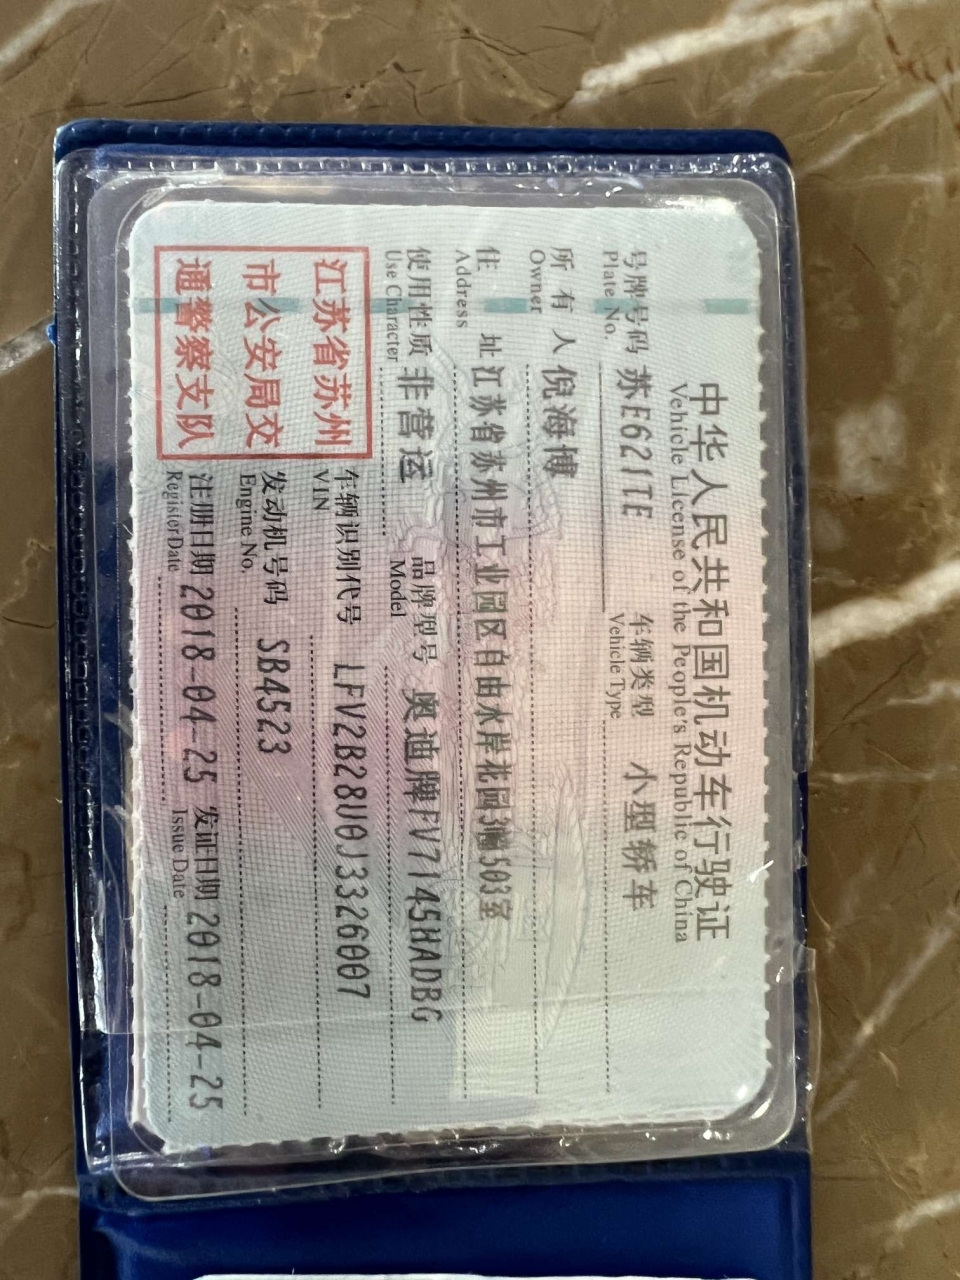 中华人民共和国机动车行驶证
Vehicle License of the People's Republic of China
号牌号码 苏E621TE 车辆类型 小型轿车
Plate No. Vehicle Type
所有人 倪海博
Owner
住址 江苏省苏州市工业园区自由水岸花园3幢503室
Address
使用性质 非营运 品牌型号 奥迪牌FV7145HADBG
Use Character Model
江苏省苏州
市公安局交
通警察支队
车辆识别代号 LFV2B28U0J3326007
VIN
发动机号码 SB4523
Engine No.
注册日期 2018-04-25 发证日期 2018-04-25
Register Date Issue Date